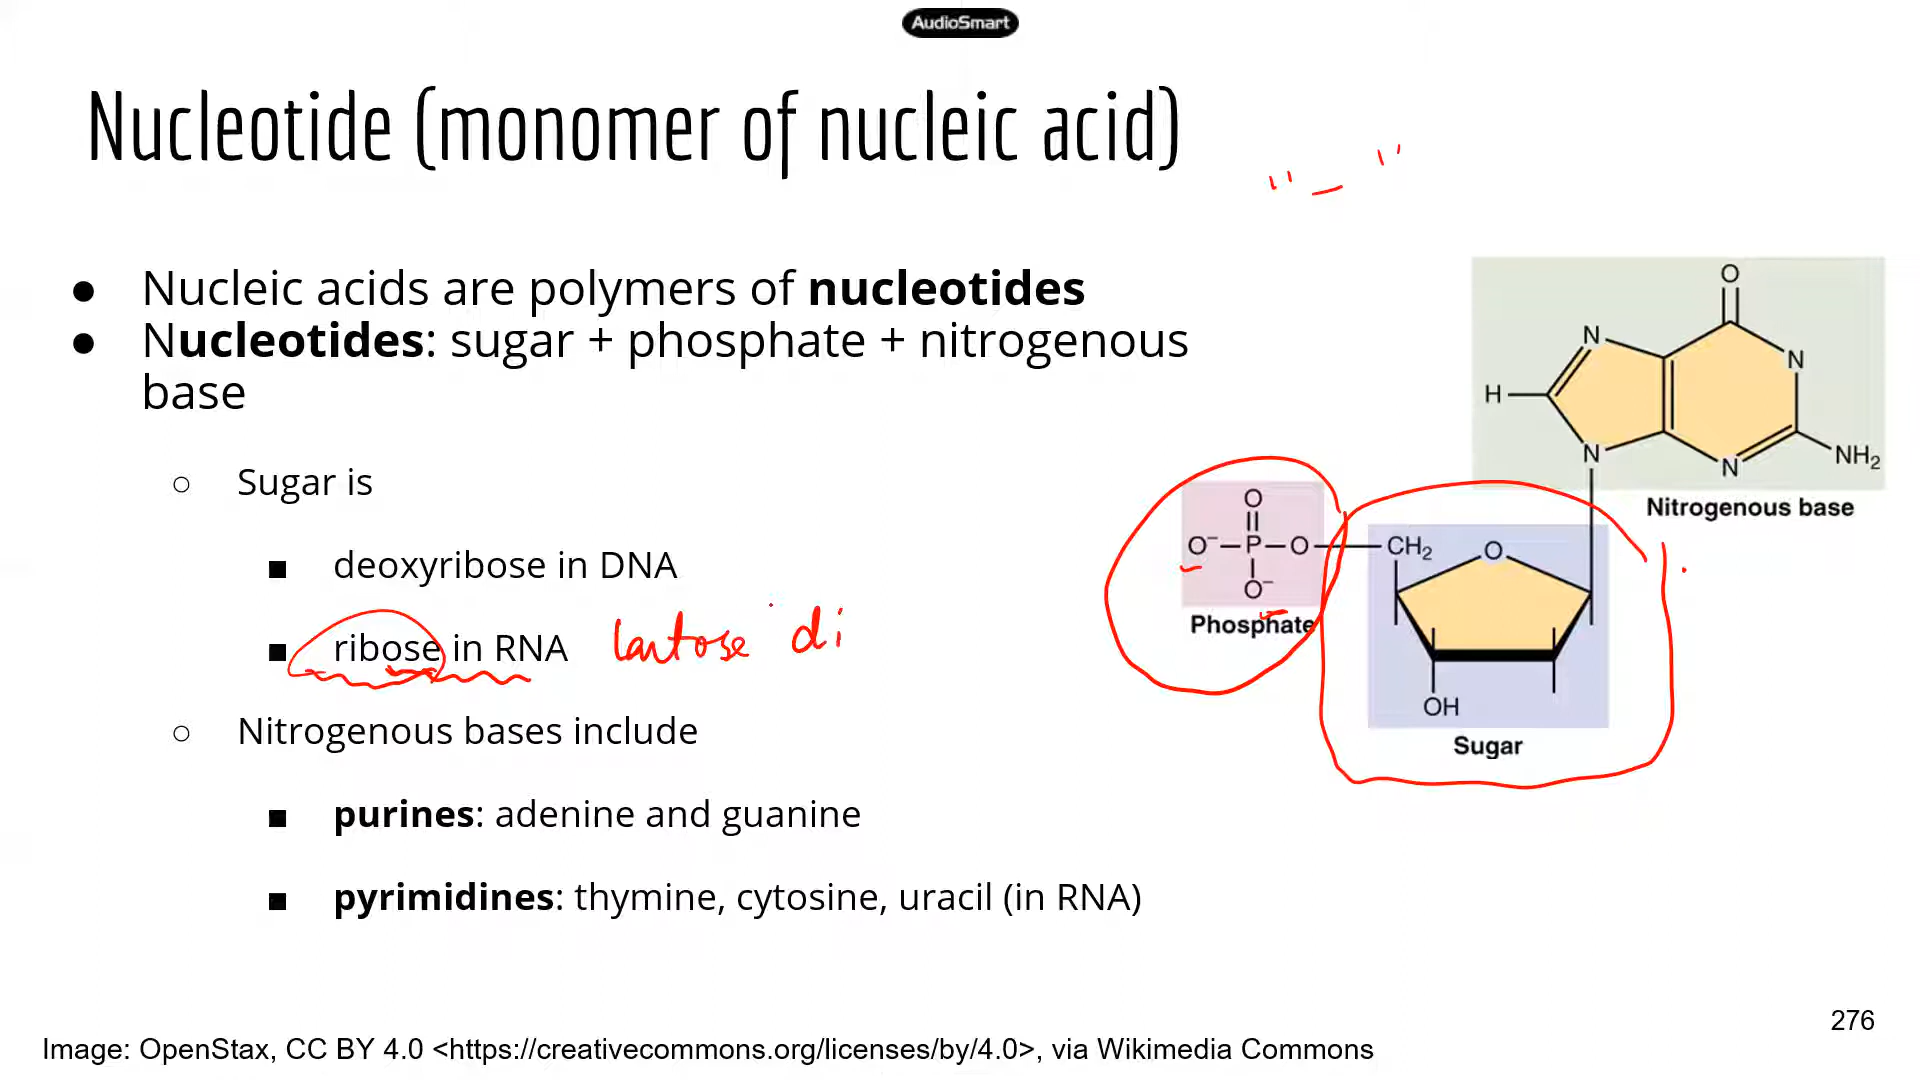 AudioSmart
Nucleotide (monomer of nucleic acid)
" — "
● Nucleic acids are polymers of nucleotides
● Nucleotides: sugar + phosphate + nitrogenous
base
○ Sugar is
■ deoxyribose in DNA
■ ribose in RNA lactose di
○ Nitrogenous bases include
■ purines: adenine and guanine
■ pyrimidines: thymine, cytosine, uracil (in RNA)
O
N
N
H
N
N
NH₂
Nitrogenous base
O
O⁻ P O
O⁻
Phosphate
CH₂
O
OH
Sugar
276
Image: OpenStax, CC BY 4.0 <https://creativecommons.org/licenses/by/4.0>, via Wikimedia Commons